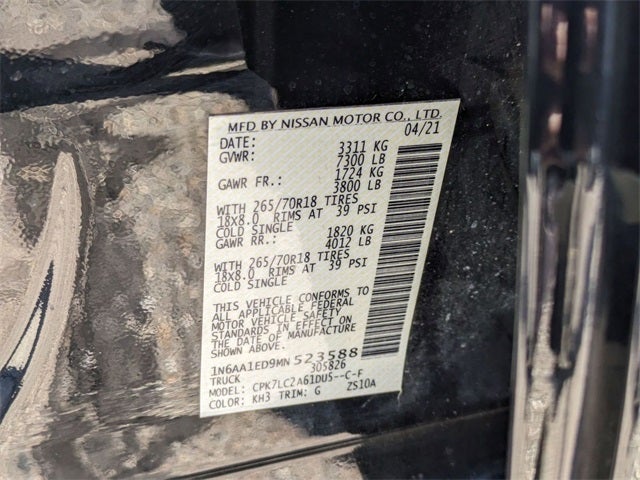 MFD BY NISSAN MOTOR CO., LTD.
DATE: 04/21
GVWR: 3311 KG
7300 LB
GAWR FR.: 1724 KG
3800 LB
WITH 265/70R18 TIRES
18X8.0 RIMS AT 39 PSI
COLD SINGLE
GAWR RR.: 1820 KG
4012 LB
WITH 265/70R18 TIRES
18X8.0 RIMS AT 39 PSI
COLD SINGLE
THIS VEHICLE CONFORMS TO
ALL APPLICABLE FEDERAL
MOTOR VEHICLE SAFETY
STANDARDS IN EFFECT ON
THE DATE OF MANUFACTURE
SHOWN ABOVE.
1N6AA1ED9MN 523588
TRUCK 305826
MODEL: CPK7LC2A61DU5--C-F
COLOR: KH3 TRIM: G ZS10A